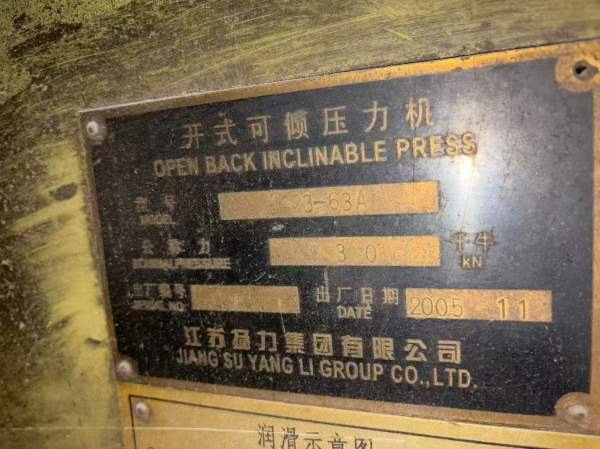 开式可倾压力机
OPEN BACK INCLINABLE PRESS
型号 23-63A
MODEL
公称力 30 千牛
NOMINAL PRESSURE KN
出厂编号 出厂日期 2005 11
SERIAL NO DATE
江苏扬力集团有限公司
JIANG SU YANG LI GROUP CO.,LTD.
润滑示意图